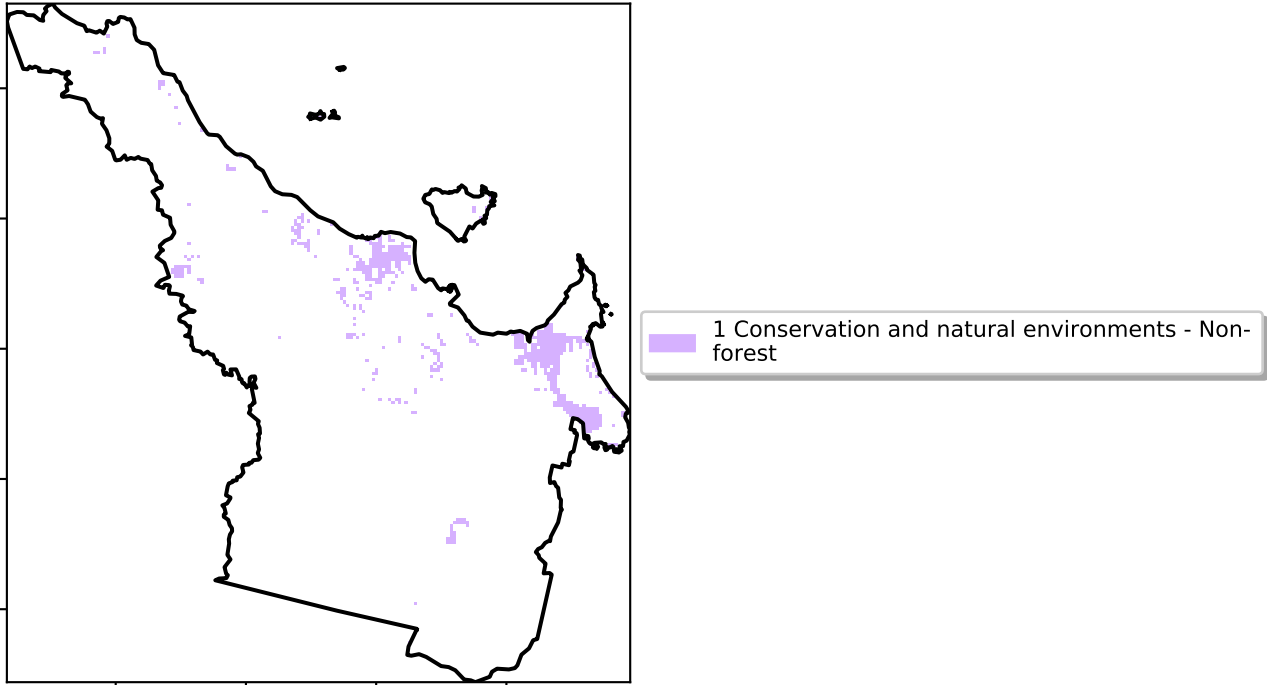 1 Conservation and natural environments - Non-
forest